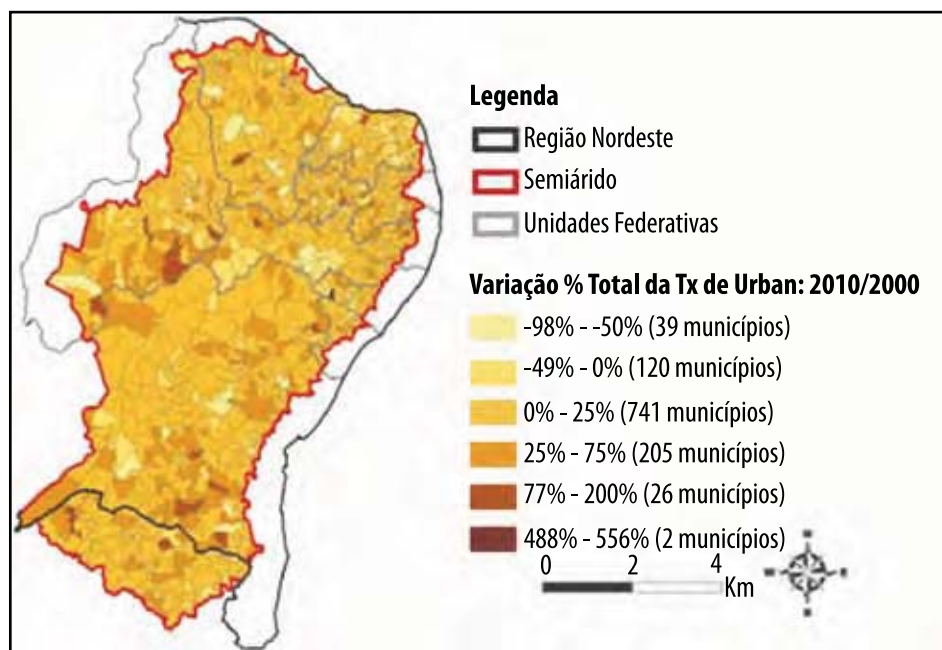 Legenda
Região Nordeste
Semiárido
Unidades Federativas
Variação % Total da Tx de Urban: 2010/2000
-98% - -50% (39 municípios)
-49% - 0% (120 municípios)
0% - 25% (741 municípios)
25% - 75% (205 municípios)
77% - 200% (26 municípios)
488% - 556% (2 municípios)
0 2 4
Km